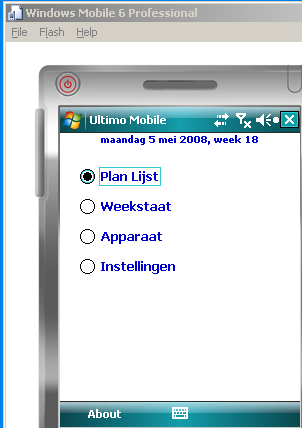 Windows Mobile 6 Professional
File Flash Help
Ultimo Mobile
maandag 5 mei 2008, week 18
Plan Lijst
Weekstaat
Apparaat
Instellingen
About